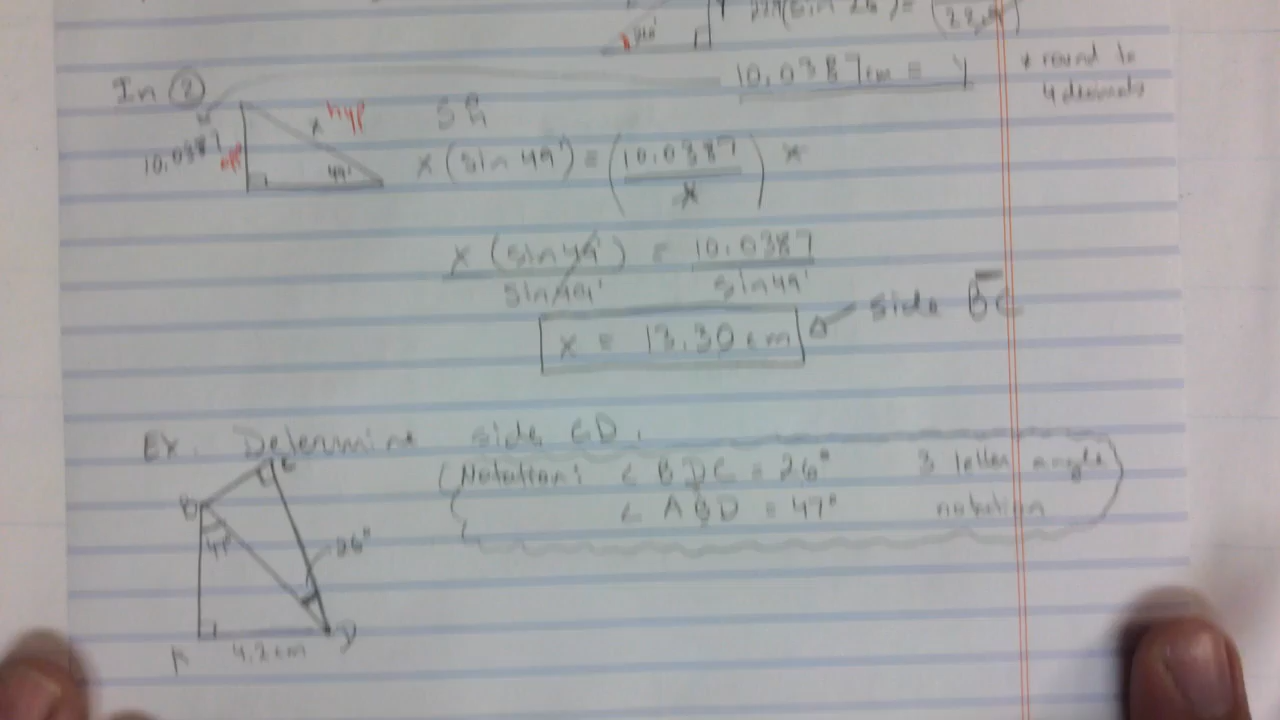 10.0387cm = y
* round to
4 decimals
In ②
10.0387
opp
x
hyp
49°
x (sin 49°) = (10.0387 / x) x
x (sin 49°) / sin 49° = 10.0387 / sin 49°
x = 13.30 cm
side BC
Ex. Determine side CD.
(Notation: < BDC = 26° 3 letter angle
< ABD = 47° notation
B
C
47°
26°
A
4.2 cm
D